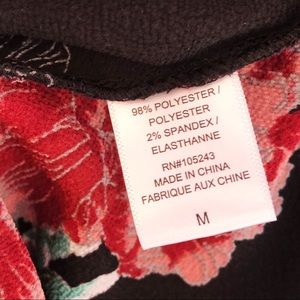 98% POLYESTER /
POLYESTER
2% SPANDEX /
ELASTHANNE
RN#105243
MADE IN CHINA
FABRIQUE AUX CHINE
M